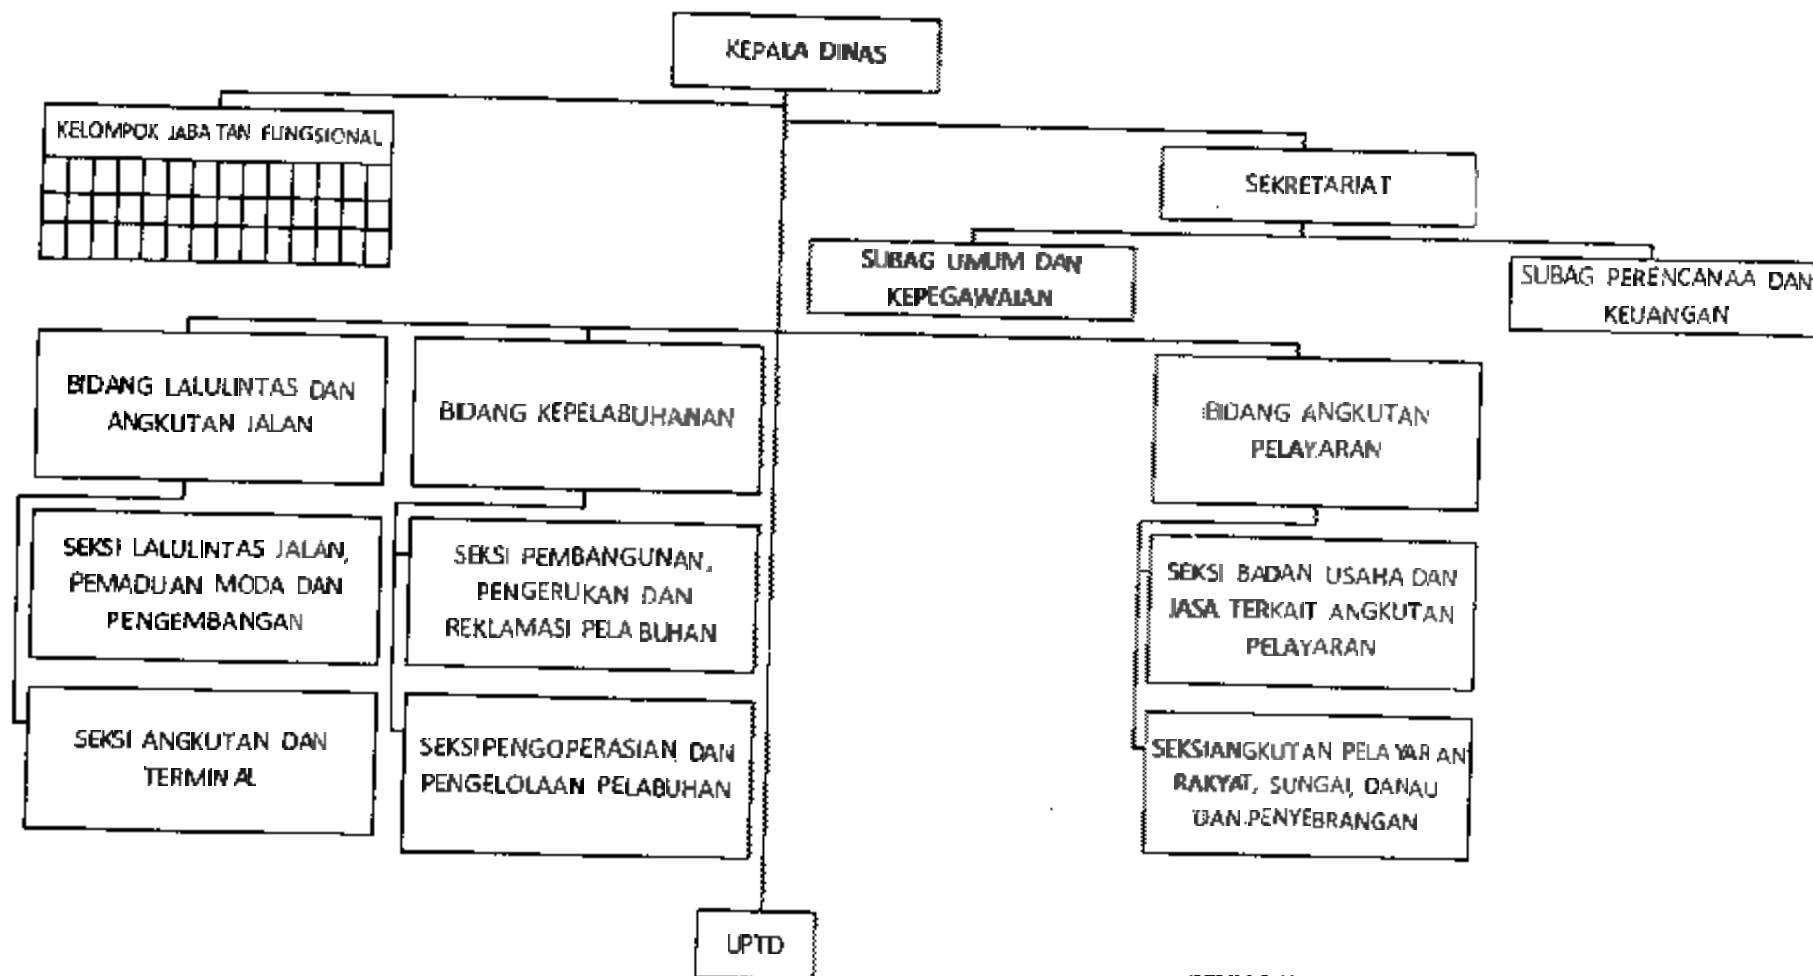 KEPALA DINAS
KELOMPOK JABATAN FUNGSIONAL
SEKRETARIAT
SUBAG UMUM DAN
KEPEGAWAIAN
SUBAG PERENCANAA DAN
KEUANGAN
BIDANG LALULINTAS DAN
ANGKUTAN JALAN
BIDANG KEPELABUHANAN
BIDANG ANGKUTAN
PELAYARAN
SEKSI LALULINTAS JALAN,
PEMADUAN MODA DAN
PENGEMBANGAN
SEKSI PEMBANGUNAN,
PENGERUKAN DAN
REKLAMASI PELABUHAN
SEKSI BADAN USAHA DAN
JASA TERKAIT ANGKUTAN
PELAYARAN
SEKSI ANGKUTAN DAN
TERMINAL
SEKSIPENGOPERASIAN DAN
PENGELOLAAN PELABUHAN
SEKSIANGKUTAN PELAYARAN
RAKYAT, SUNGAI, DANAU
DAN PENYEBRANGAN
UPTD